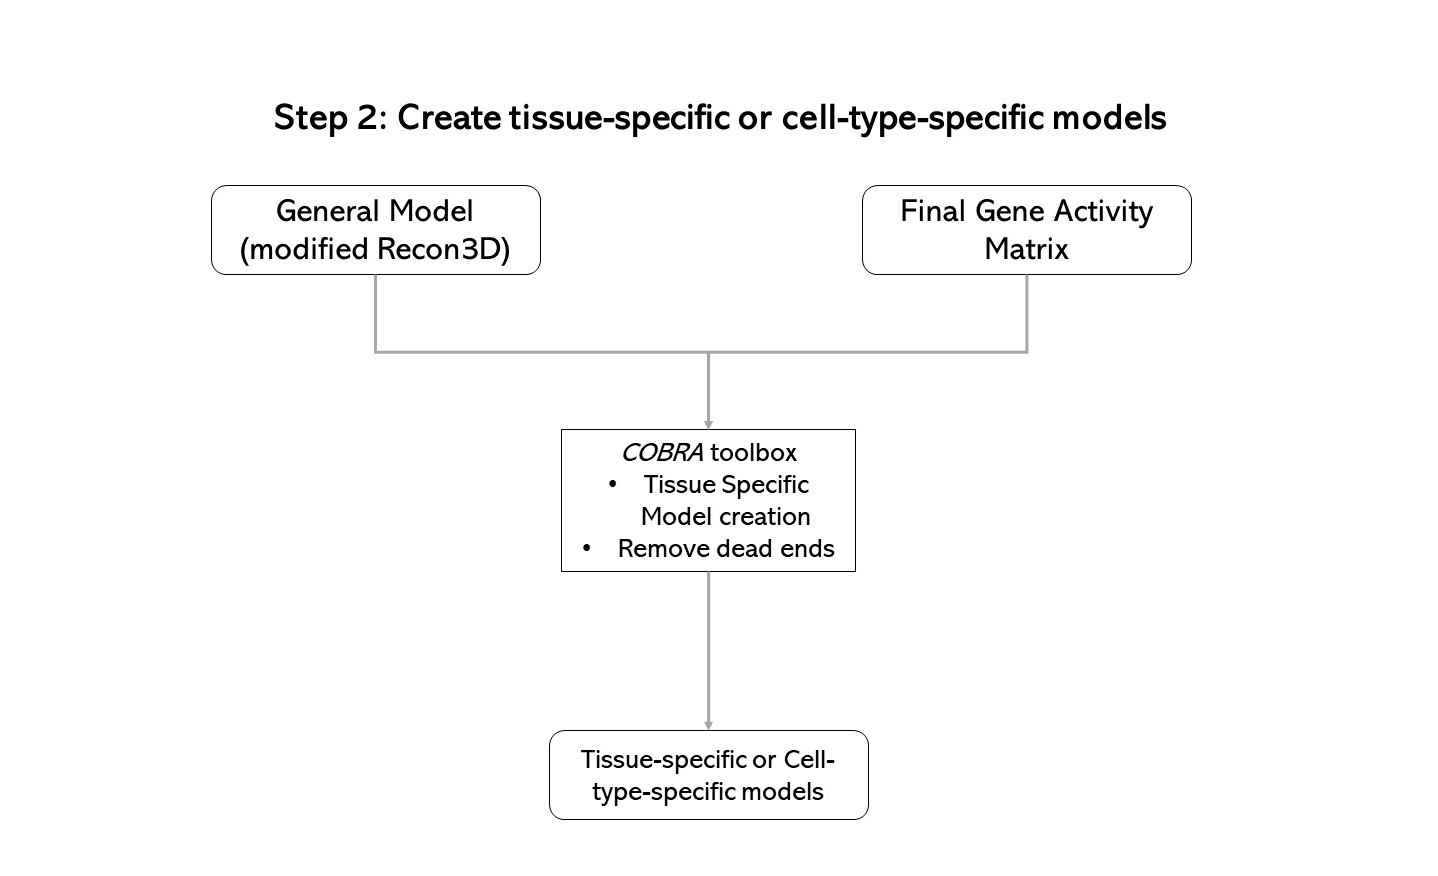 Step 2: Create tissue-specific or cell-type-specific models
General Model
(modified Recon3D)
Final Gene Activity
Matrix
COBRA toolbox
• Tissue Specific
Model creation
• Remove dead ends
Tissue-specific or Cell-
type-specific models